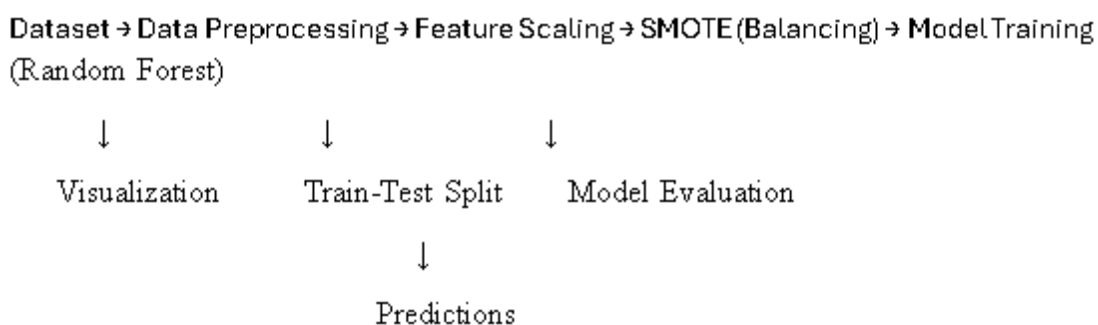 Dataset → Data Preprocessing → Feature Scaling → SMOTE (Balancing) → Model Training
(Random Forest)
↓ ↓ ↓
Visualization Train-Test Split Model Evaluation
↓
Predictions